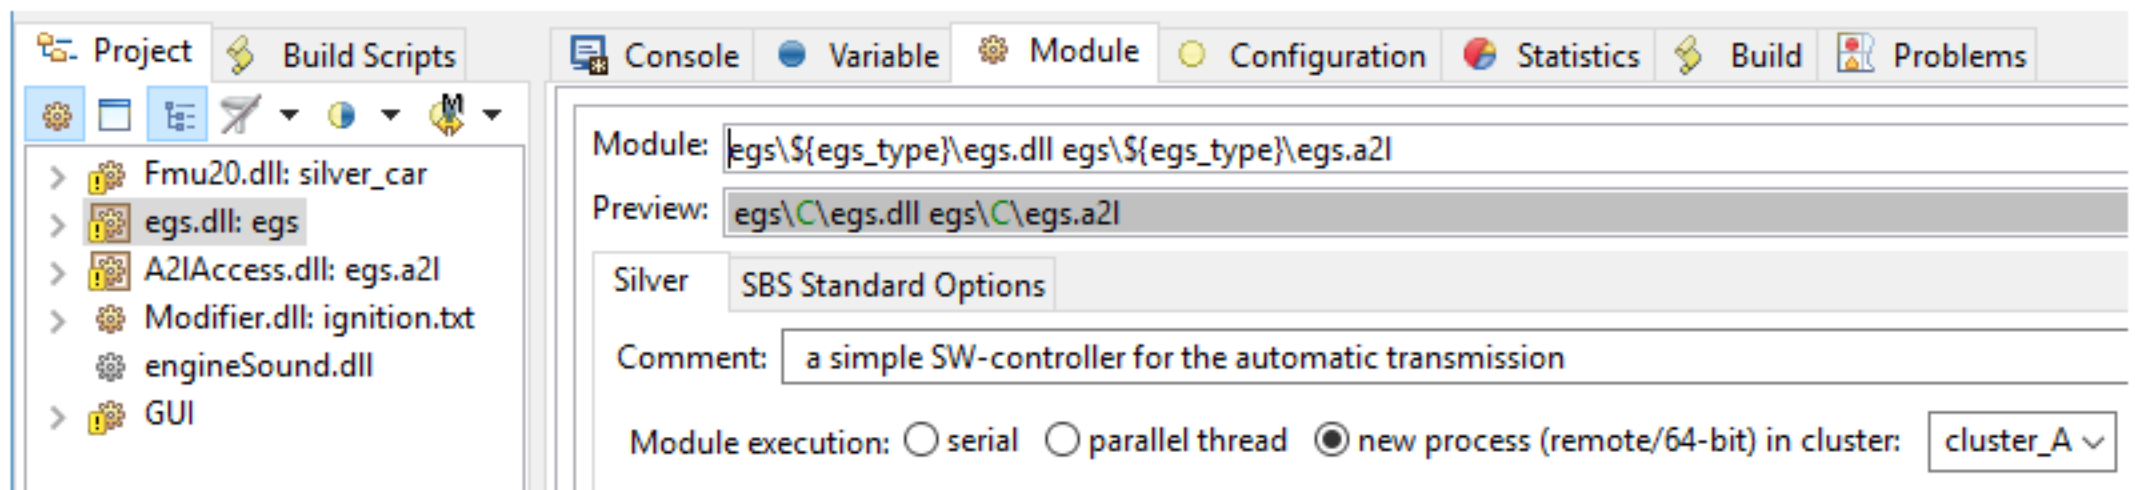 Project Build Scripts
M
Fmu20.dll: silver_car
egs.dll: egs
A2lAccess.dll: egs.a2l
Modifier.dll: ignition.txt
engineSound.dll
GUI
Console Variable Module Configuration Statistics Build Problems
Module: egs\${egs_type}\egs.dll egs\${egs_type}\egs.a2l
Preview: egs\C\egs.dll egs\C\egs.a2l
Silver SBS Standard Options
Comment: a simple SW-controller for the automatic transmission
Module execution: serial parallel thread new process (remote/64-bit) in cluster: cluster_A